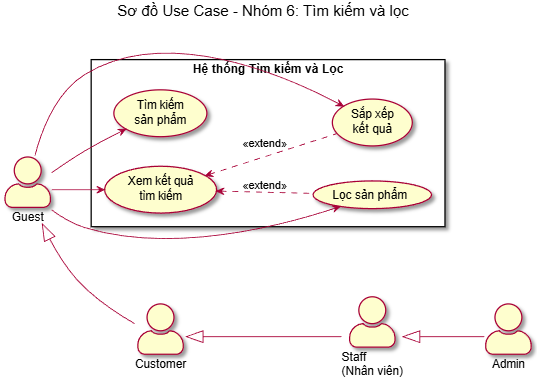 Sơ đồ Use Case - Nhóm 6: Tìm kiếm và lọc
Hệ thống Tìm kiếm và Lọc
Tìm kiếm
sản phẩm
Sắp xếp
kết quả
«extend»
Xem kết quả
tìm kiếm
«extend»
Lọc sản phẩm
Guest
Customer
Staff
(Nhân viên)
Admin